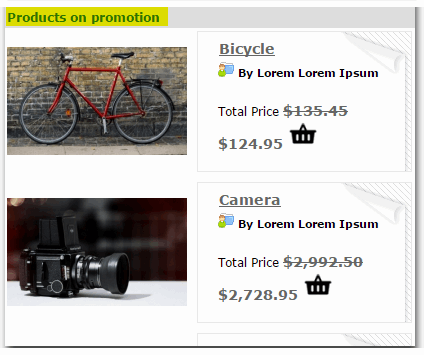 Products on promotion
Bicycle
By Lorem Lorem Ipsum
Total Price $135.45
$124.95
Camera
By Lorem Lorem Ipsum
Total Price $2,992.50
$2,728.95